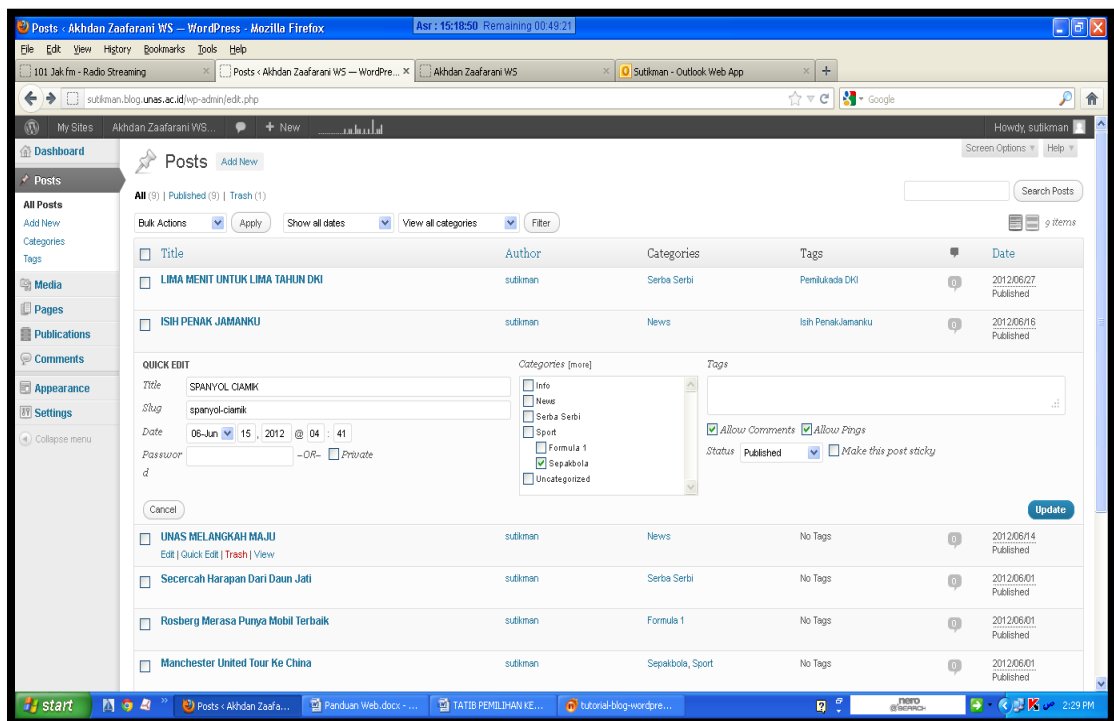 Posts ‹ Akhdan Zaafarani WS — WordPress - Mozilla Firefox
Asr : 15:18:50 Remaining 00:49:21
File Edit View History Bookmarks Tools Help
101 Jak fm - Radio Streaming
Posts ‹ Akhdan Zaafarani WS — WordPre...
Akhdan Zaafarani WS
Sutikman - Outlook Web App
sutikman.blog.unas.ac.id/wp-admin/edit.php
Google
My Sites Akhdan Zaafarani WS... + New
Howdy, sutikman
Screen Options Help
Dashboard
Posts
All Posts
Add New
Categories
Tags
Media
Pages
Publications
Comments
Appearance
Settings
Collapse menu
Posts Add New
All (9) | Published (9) | Trash (1)
Search Posts
Bulk Actions Apply Show all dates View all categories Filter
9 items
Title Author Categories Tags Date
LIMA MENIT UNTUK LIMA TAHUN DKI sutikman Serba Serbi Pemilukada DKI 0 2012/06/27
Published
ISIH PENAK JAMANKU sutikman News Isih PenakJamanku 0 2012/06/16
Published
QUICK EDIT
Title SPANYOL CIAMIK
Slug spanyol-ciamik
Date 06-Jun 15 , 2012 @ 04 : 41
Passwor
d
–OR– Private
Categories [more]
Info
News
Serba Serbi
Sport
Formula 1
Sepakbola
Uncategorized
Tags
Allow Comments Allow Pings
Status Published Make this post sticky
Cancel
Update
UNAS MELANGKAH MAJU sutikman News No Tags 0 2012/06/14
Edit | Quick Edit | Trash | View Published
Secercah Harapan Dari Daun Jati sutikman Serba Serbi No Tags 0 2012/06/01
Published
Rosberg Merasa Punya Mobil Terbaik sutikman Formula 1 No Tags 0 2012/06/01
Published
Manchester United Tour Ke China sutikman Sepakbola, Sport No Tags 0 2012/06/01
Published
start
Posts ‹ Akhdan Zaafa...
Panduan Web.docx - ...
TATIB PEMILIHAN KE...
tutorial-blog-wordpre...
nero
SEARCH
2:29 PM